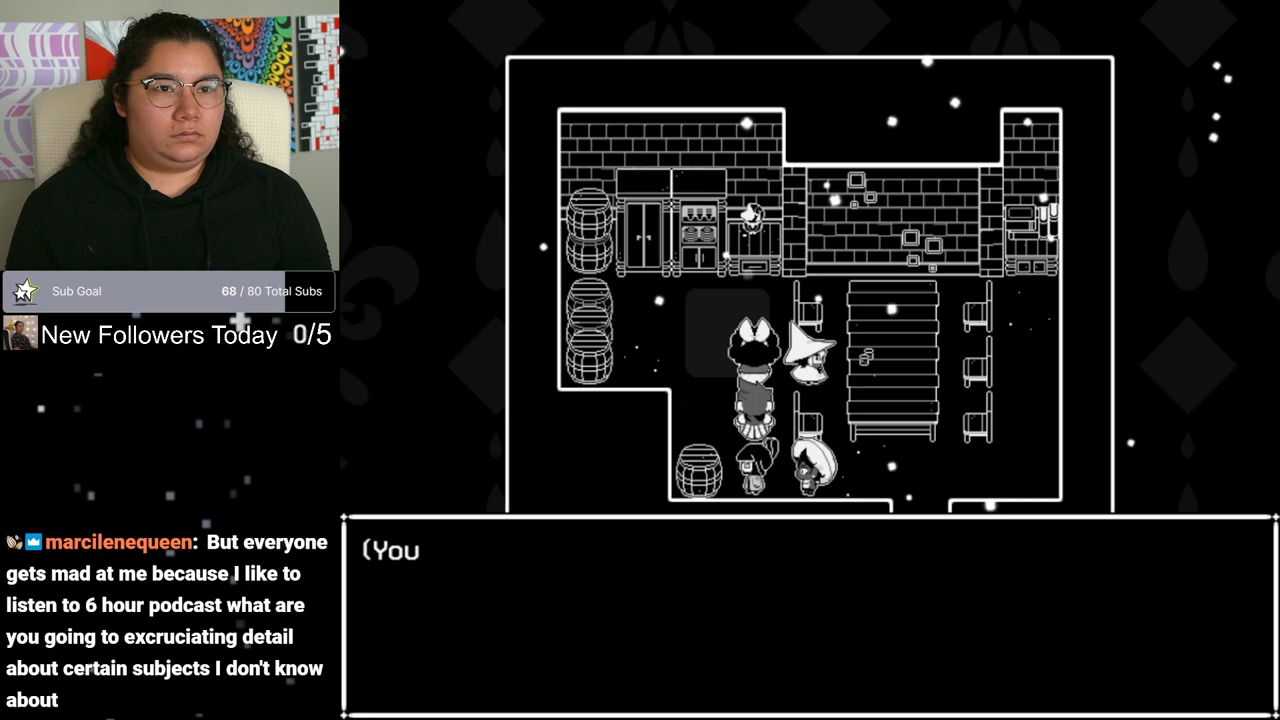 Sub Goal 68 / 80 Total Subs
New Followers Today 0/5
marcilenequeen: But everyone
gets mad at me because I like to
listen to 6 hour podcast what are
you going to excruciating detail
about certain subjects I don't know
about
(You